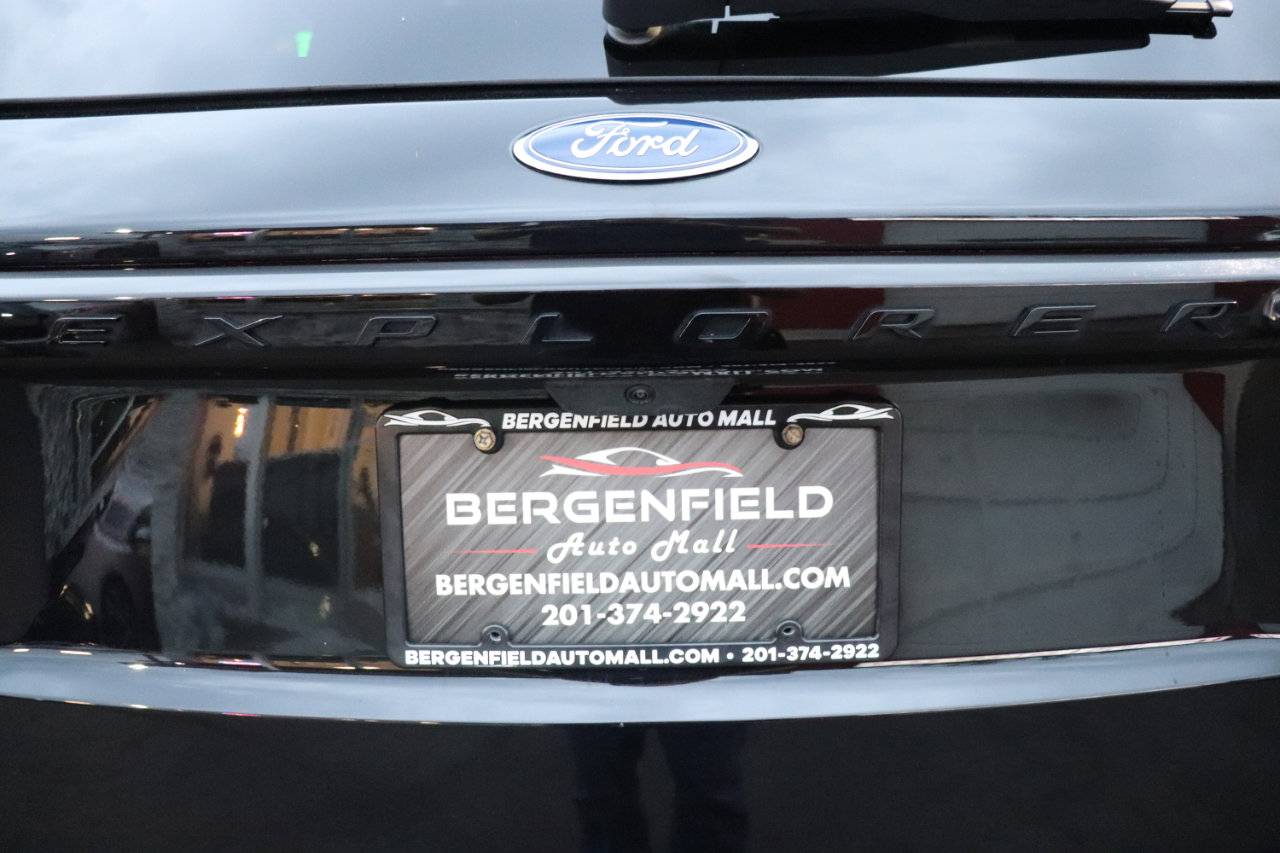 Ford
EXPLORER
BERGENFIELD AUTO MALL
BERGENFIELD
Auto Mall
BERGENFIELDAUTOMALL.COM
201-374-2922
BERGENFIELDAUTOMALL.COM • 201-374-2922